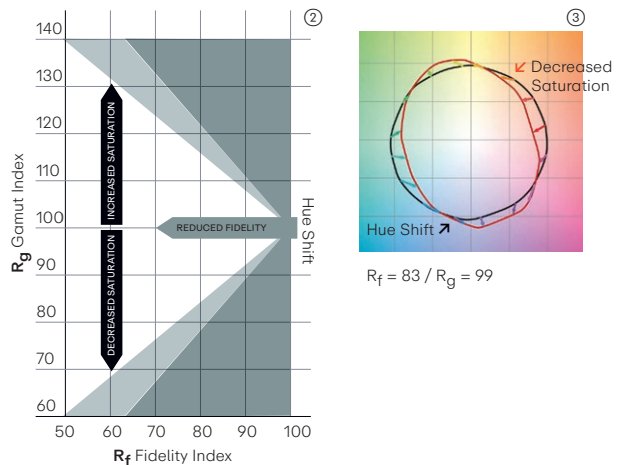 2
140
130
120
110
100
90
80
70
60
Rg Gamut Index
INCREASED SATURATION
DECREASED SATURATION
REDUCED FIDELITY
Hue Shift
50 60 70 80 90 100
Rf Fidelity Index
3
Decreased
Saturation
Hue Shift
Rf = 83 / Rg = 99